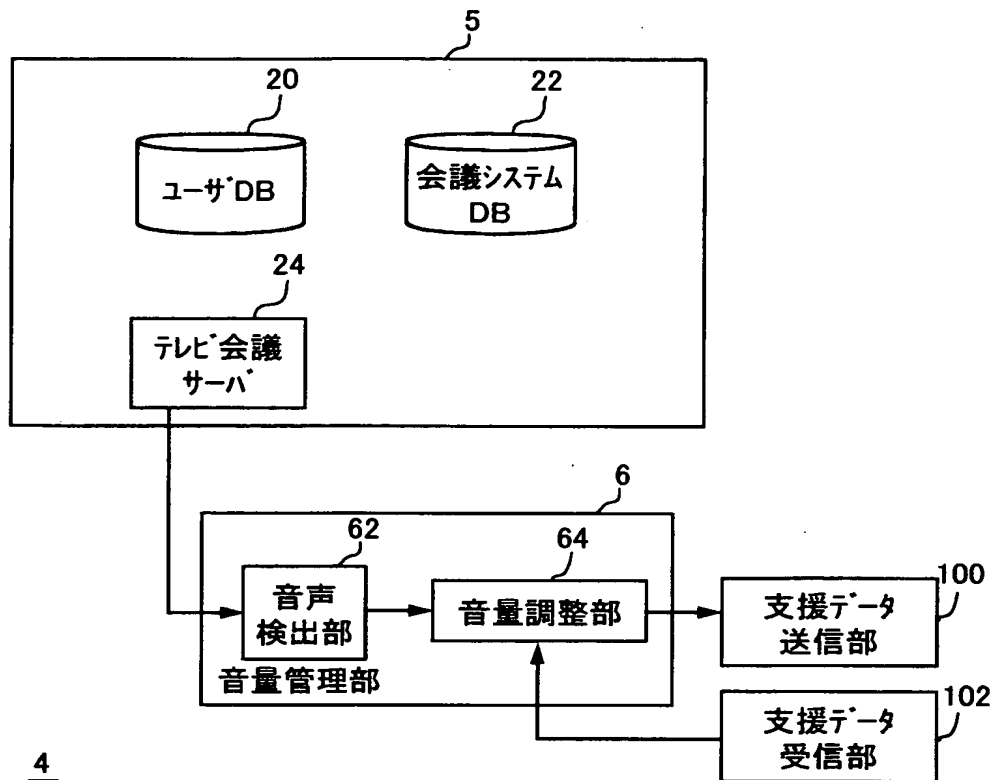 5
20
22
ユーザDB
会議システム
DB
24
テレビ会議
サーバ
6
62
64
100
音声
検出部
音量調整部
支援データ
送信部
音量管理部
102
支援データ
受信部
4